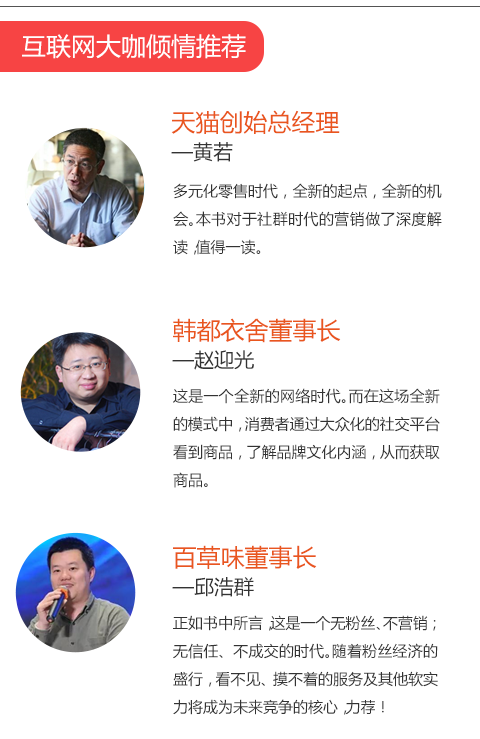 互联网大咖倾情推荐
天猫创始总经理
—黄若
多元化零售时代，全新的起点，全新的机
会。本书对于社群时代的营销做了深度解
读，值得一读。
韩都衣舍董事长
—赵迎光
这是一个全新的网络时代。而在这场全新
的模式中，消费者通过大众化的社交平台
看到商品，了解品牌文化内涵，从而获取
商品。
百草味董事长
—邱浩群
正如书中所言，这是一个无粉丝、不营销；
无信任、不成交的时代。随着粉丝经济的
盛行，看不见、摸不着的服务及其他软实
力将成为未来竞争的核心，力荐！